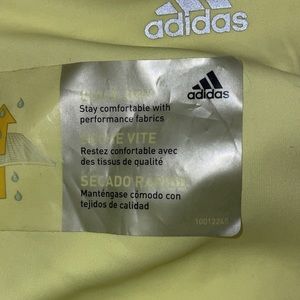 adidas
adidas
Stay comfortable with
performance fabrics
VITE
Restez confortable avec
des tissus de qualité
SECADO
Manténgase cómodo con
tejidos de calidad